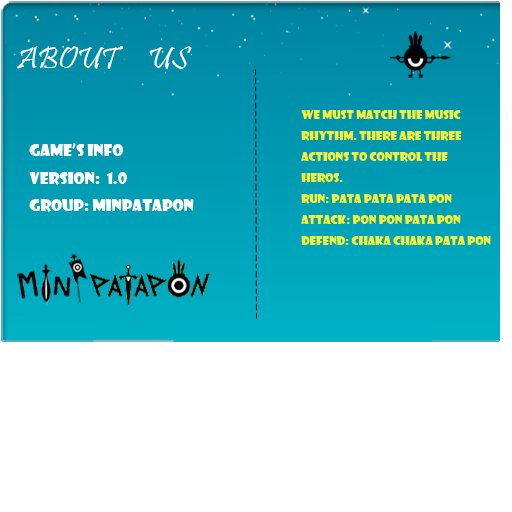 ABOUT US
GAME'S INFO
VERSION: 1.0
GROUP: MINPATAPON
MINI PATAPON
WE MUST MATCH THE MUSIC
RHYTHM. THERE ARE THREE
ACTIONS TO CONTROL THE
HEROS.
RUN: PATA PATA PATA PON
ATTACK: PON PON PATA PON
DEFEND: CHAKA CHAKA PATA PON